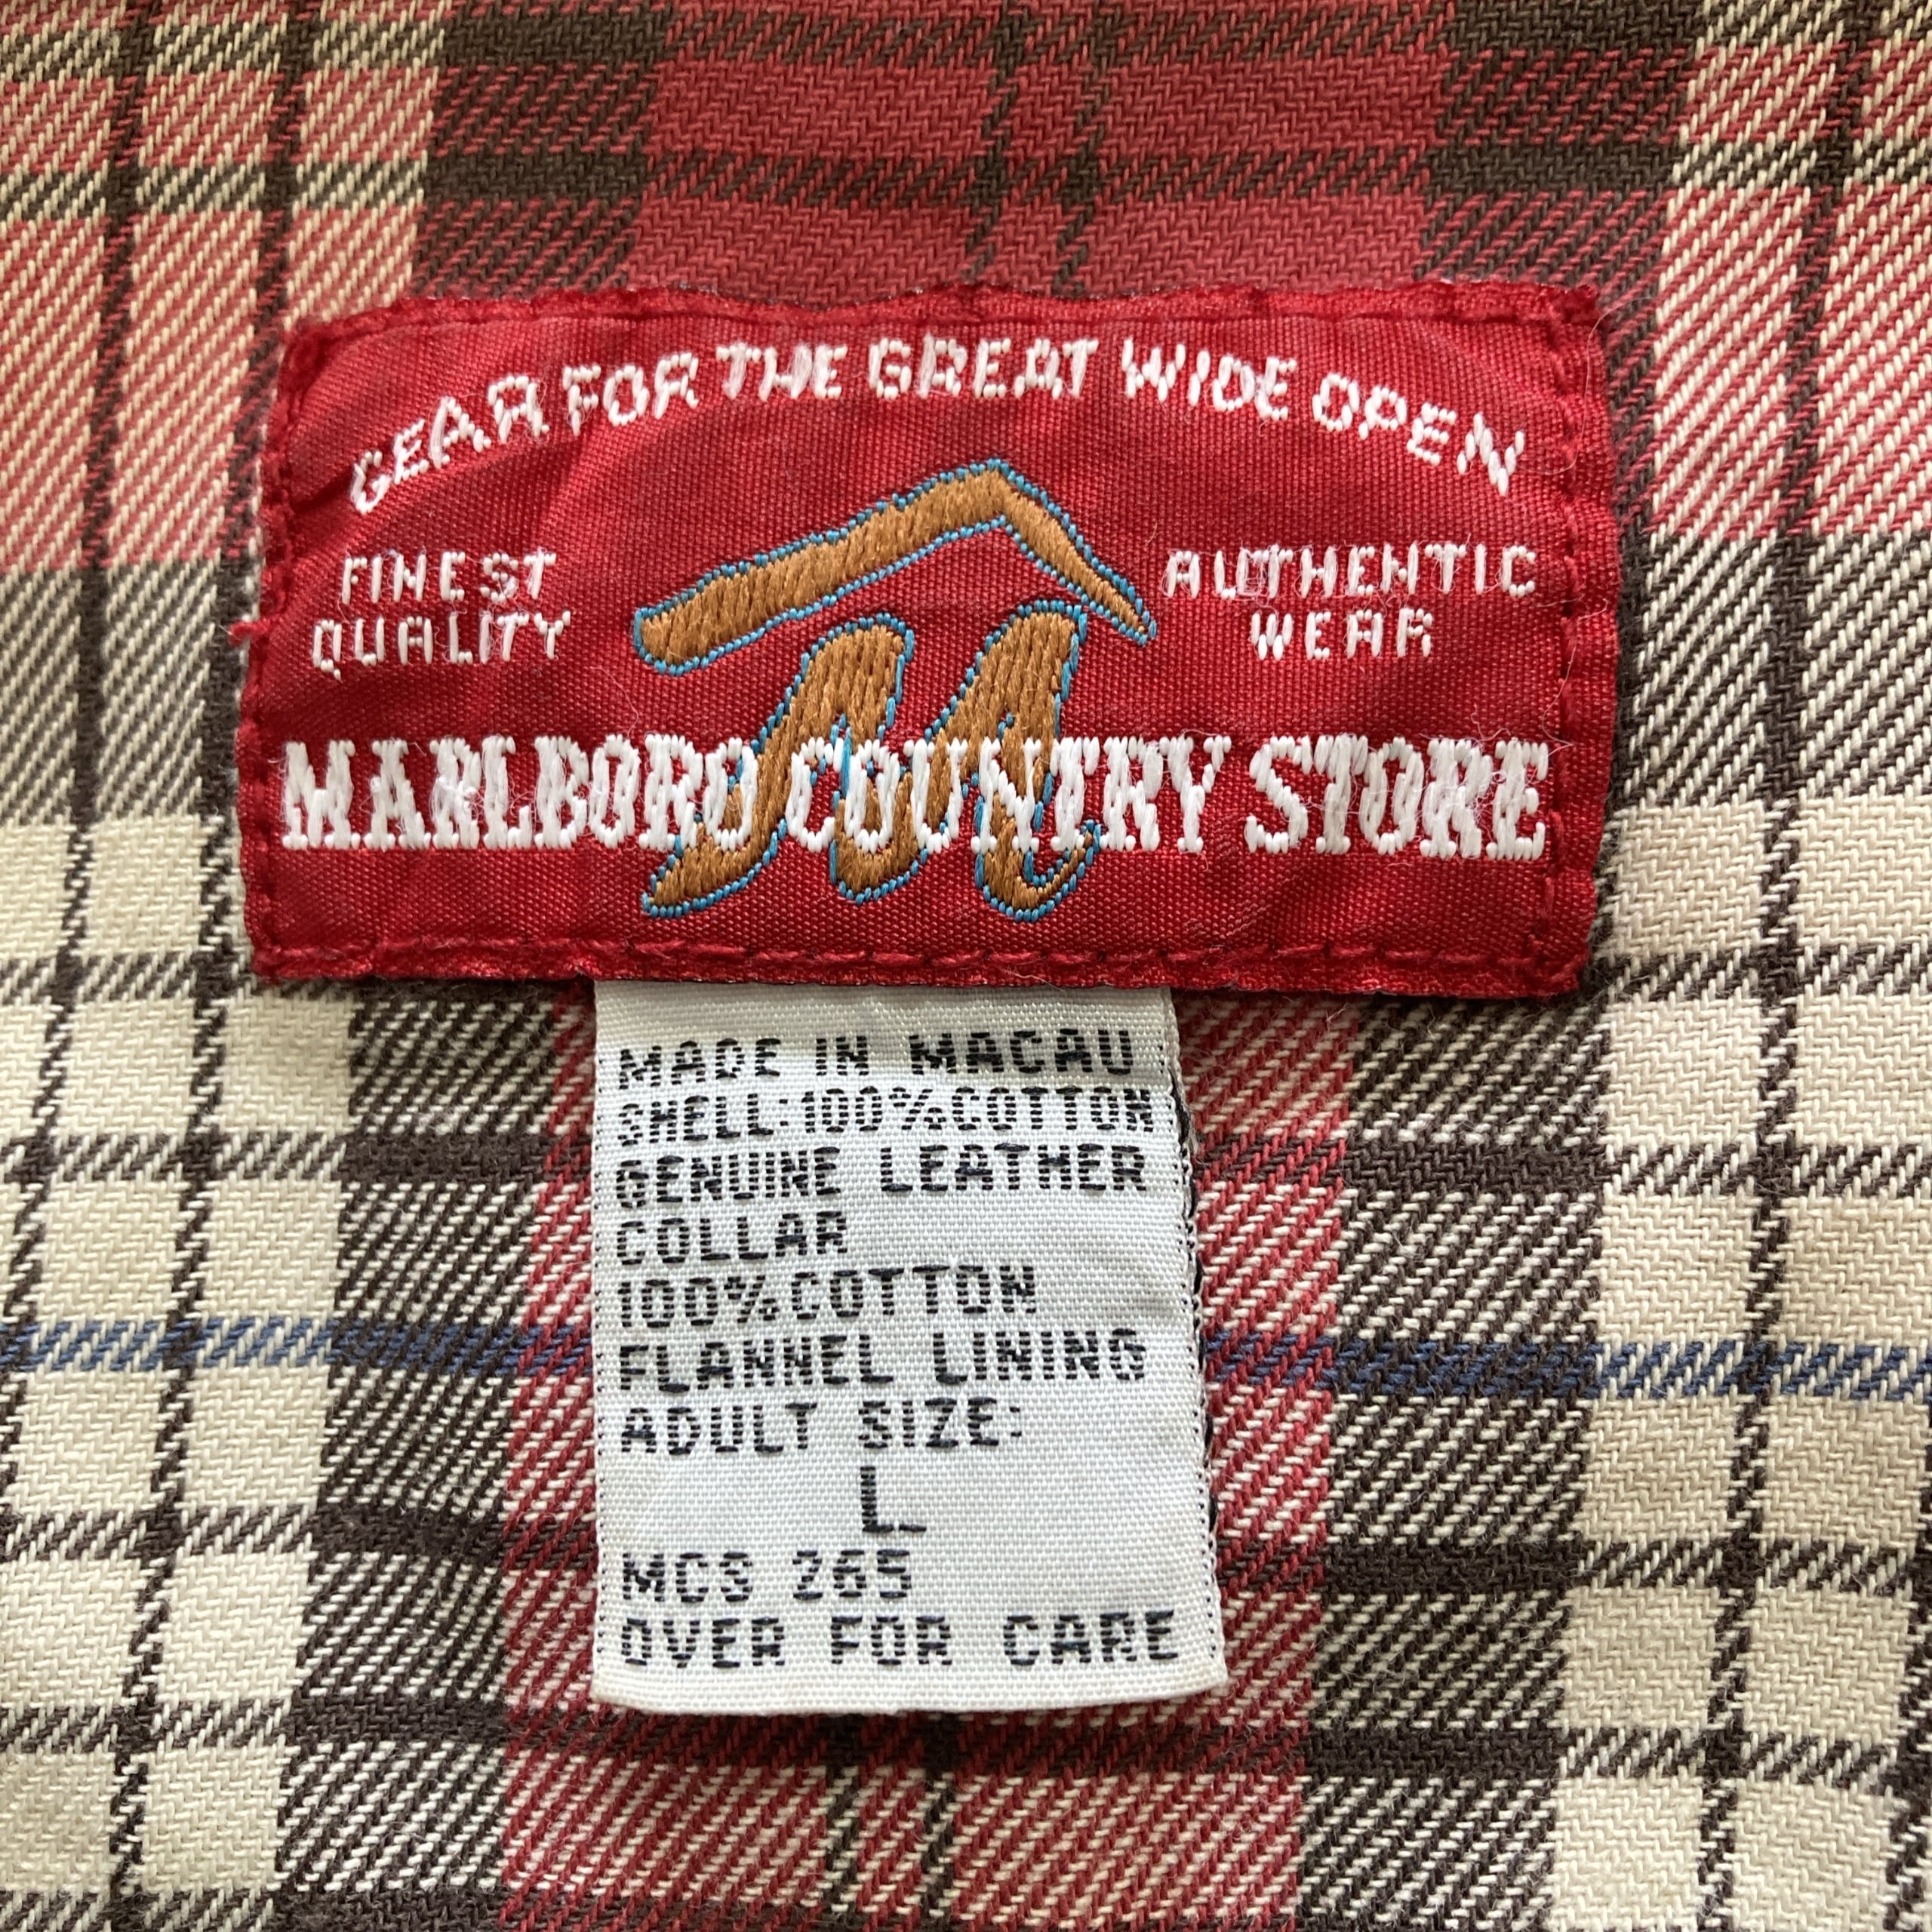 GEAR FOR THE GREAT WIDE OPEN
FINEST
QUALITY
AUTHENTIC
WEAR
M
MARLBORO COUNTRY STORE
MADE IN MACAU
SHELL:100%COTTON
GENUINE LEATHER
COLLAR
100%COTTON
FLANNEL LINING
ADULT SIZE:
L.
MCS 265
OVER FOR CARE